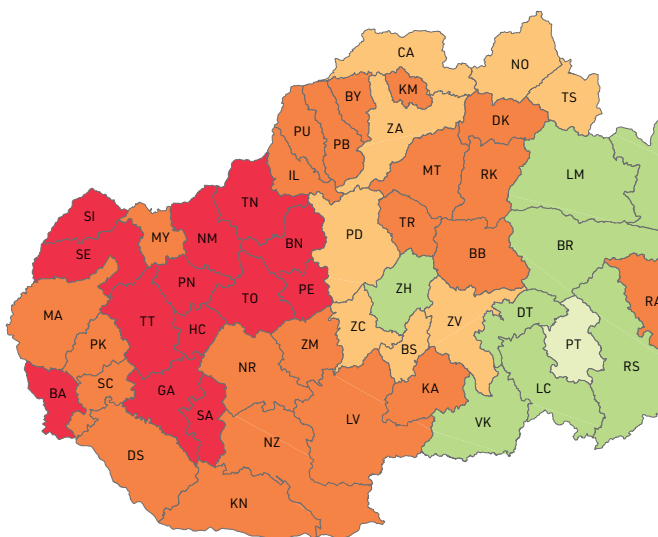 CA
NO
TS
BY
KM
PU
PB
ZA
DK
IL
MT
RK
LM
TN
SI
MY
NM
BN
PD
TR
BB
BR
SE
PN
TO
PE
ZH
MA
TT
HC
ZC
BS
ZV
DT
PT
RA
PK
ZM
NR
SC
BA
GA
SA
KA
LC
RS
LV
VK
NZ
DS
KN